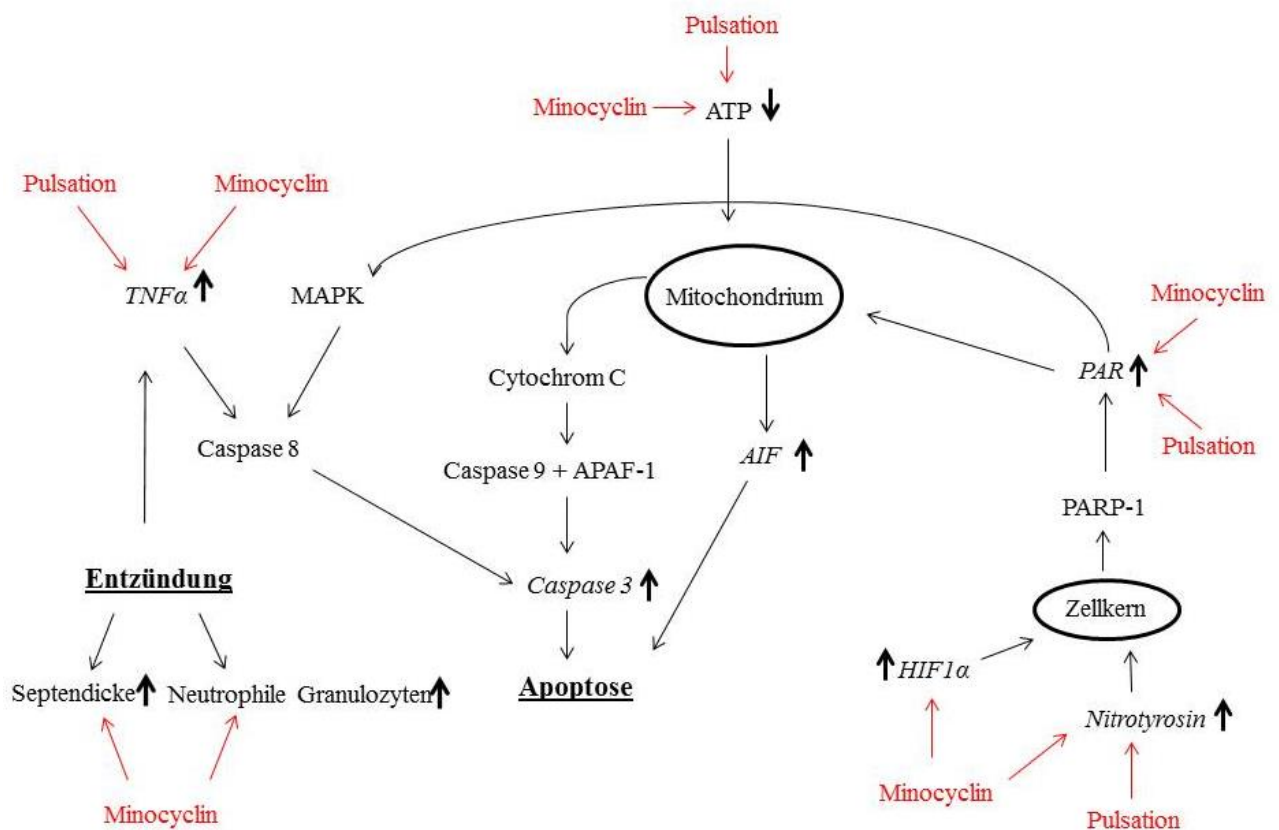 Pulsation
Minocyclin
ATP
Pulsation
Minocyclin
TNFα
MAPK
Mitochondrium
Minocyclin
PAR
Cytochrom C
Pulsation
Caspase 8
Caspase 9 + APAF-1
AIF
PARP-1
Entzündung
Caspase 3
Zellkern
HIF1α
Septendicke
Neutrophile Granulozyten
Apoptose
Nitrotyrosin
Minocyclin
Minocyclin
Pulsation